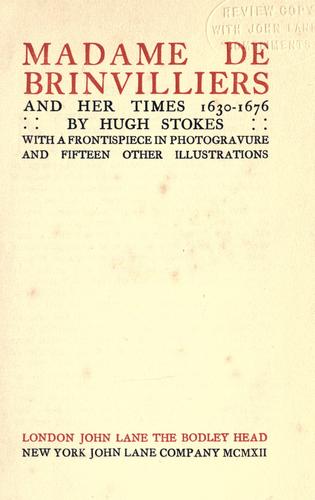 REVIEW COPY
WITH JOHN LANE
MADAME DE
BRINVILLIERS
AND HER TIMES 1630-1676
:: BY HUGH STOKES ::
WITH A FRONTISPIECE IN PHOTOGRAVURE
AND FIFTEEN OTHER ILLUSTRATIONS
LONDON JOHN LANE THE BODLEY HEAD
NEW YORK JOHN LANE COMPANY MCMXII